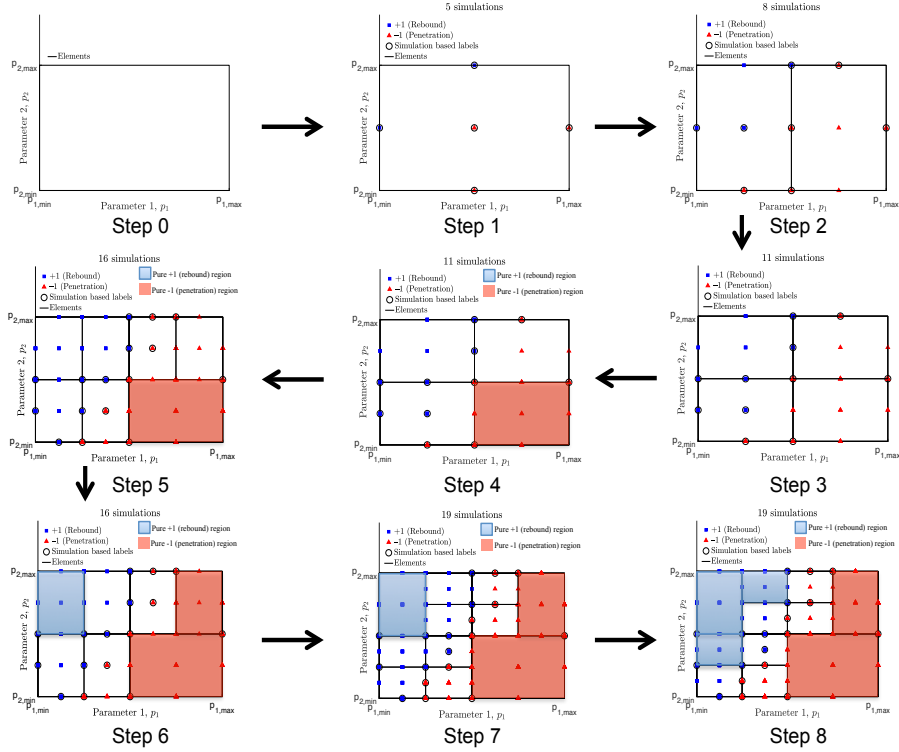 Elements
P2,max
Parameter 2, p2
P2,min
P1,min
Parameter 1, p1
P1,max
Step 0
5 simulations
+1 (Rebound)
−1 (Penetration)
Simulation based labels
Elements
P2,max
Parameter 2, p2
P2,min
P1,min
Parameter 1, p1
P1,max
Step 1
8 simulations
+1 (Rebound)
−1 (Penetration)
Simulation based labels
Elements
P2,max
Parameter 2, p2
P2,min
P1,min
Parameter 1, p1
P1,max
Step 2
16 simulations
+1 (Rebound)
−1 (Penetration)
Simulation based labels
Elements
Pure +1 (rebound) region
Pure -1 (penetration) region
P2,max
Parameter 2, p2
P2,min
P1,min
Parameter 1, p1
P1,max
Step 5
11 simulations
+1 (Rebound)
−1 (Penetration)
Simulation based labels
Elements
Pure +1 (rebound) region
Pure -1 (penetration) region
P2,max
Parameter 2, p2
P2,min
P1,min
Parameter 1, p1
P1,max
Step 4
11 simulations
+1 (Rebound)
−1 (Penetration)
Simulation based labels
Elements
P2,max
Parameter 2, p2
P2,min
P1,min
Parameter 1, p1
P1,max
Step 3
16 simulations
+1 (Rebound)
−1 (Penetration)
Simulation based labels
Elements
Pure +1 (rebound) region
Pure -1 (penetration) region
P2,max
Parameter 2, p2
P2,min
P1,min
Parameter 1, p1
P1,max
Step 6
19 simulations
+1 (Rebound)
−1 (Penetration)
Simulation based labels
Elements
Pure +1 (rebound) region
Pure -1 (penetration) region
P2,max
Parameter 2, p2
P2,min
P1,min
Parameter 1, p1
P1,max
Step 7
19 simulations
+1 (Rebound)
−1 (Penetration)
Simulation based labels
Elements
Pure +1 (rebound) region
Pure -1 (penetration) region
P2,max
Parameter 2, p2
P2,min
P1,min
Parameter 1, p1
P1,max
Step 8